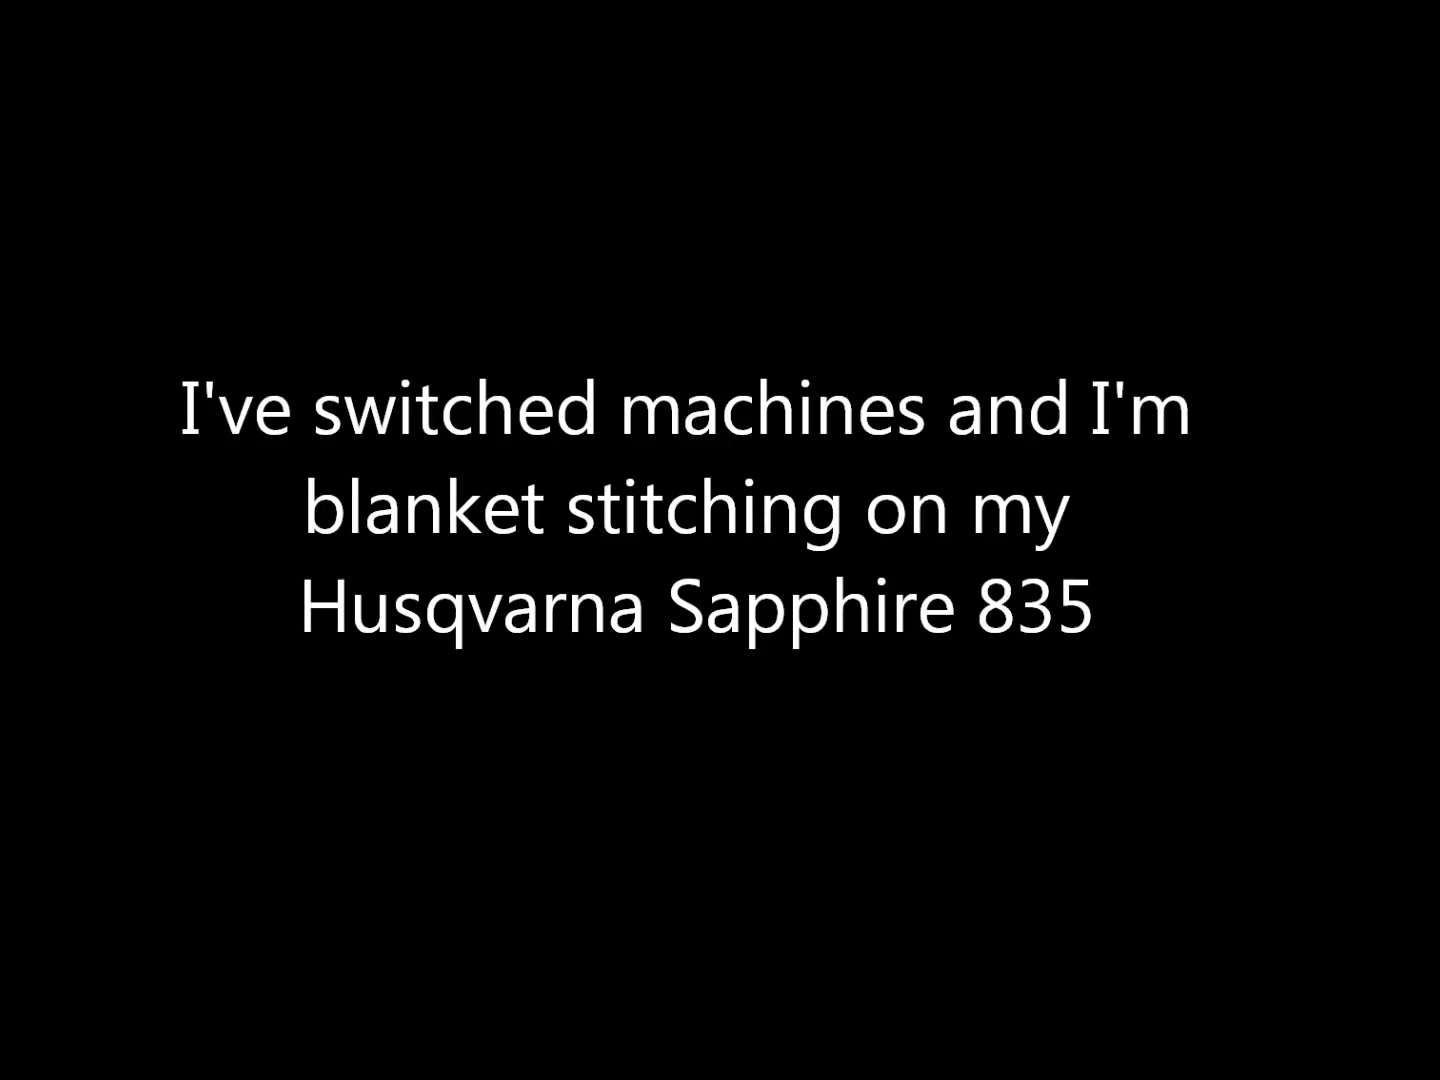 I've switched machines and I'm
blanket stitching on my
Husqvarna Sapphire 835